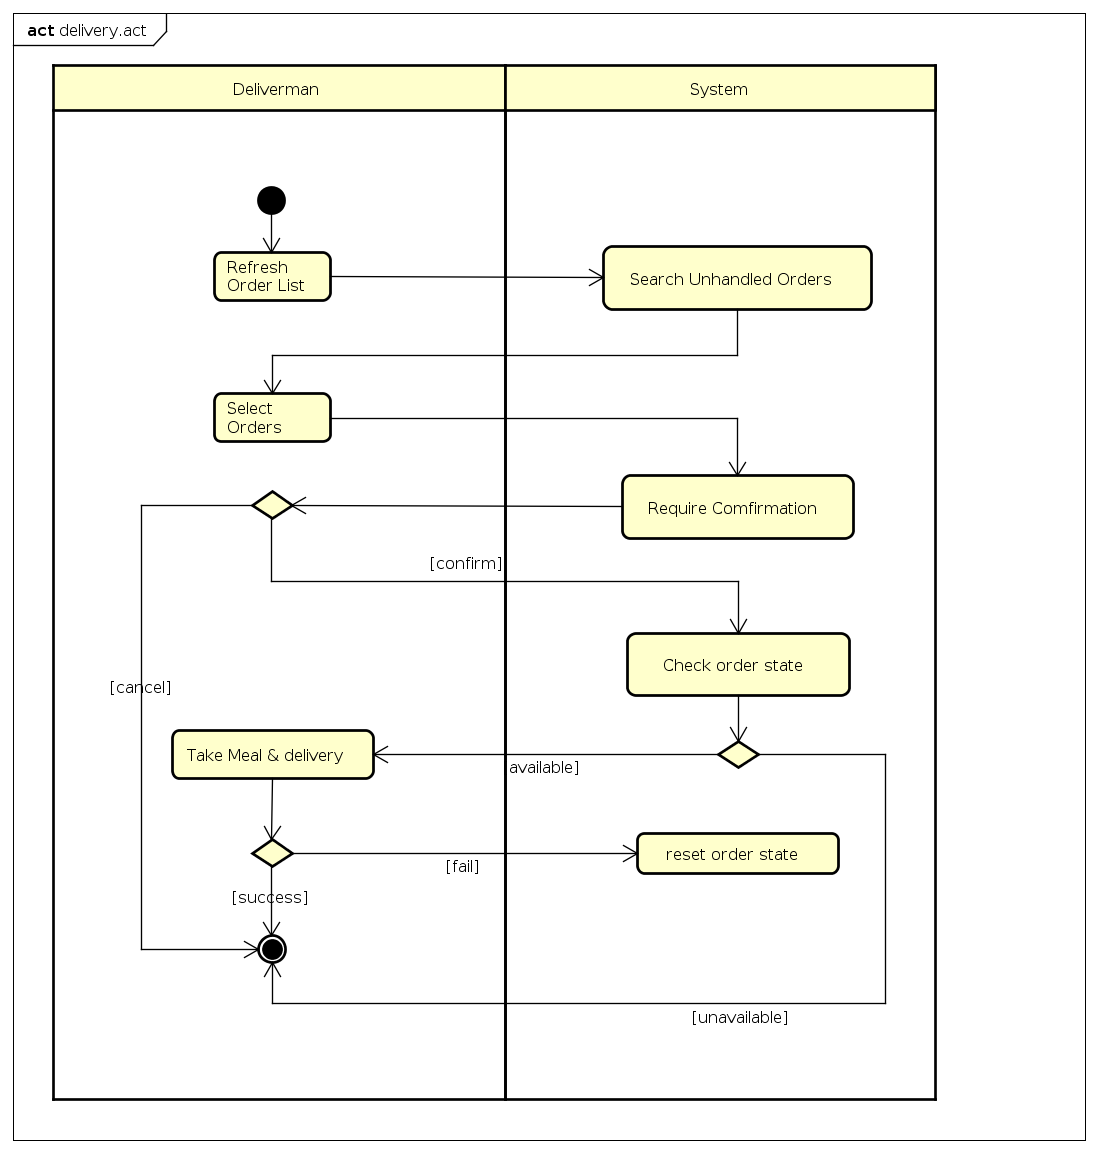 act delivery.act
Deliverman
System
Refresh
Order List
Search Unhandled Orders
Select
Orders
Require Comfirmation
[confirm]
Check order state
[cancel]
Take Meal & delivery
available]
reset order state
[fail]
[success]
[unavailable]